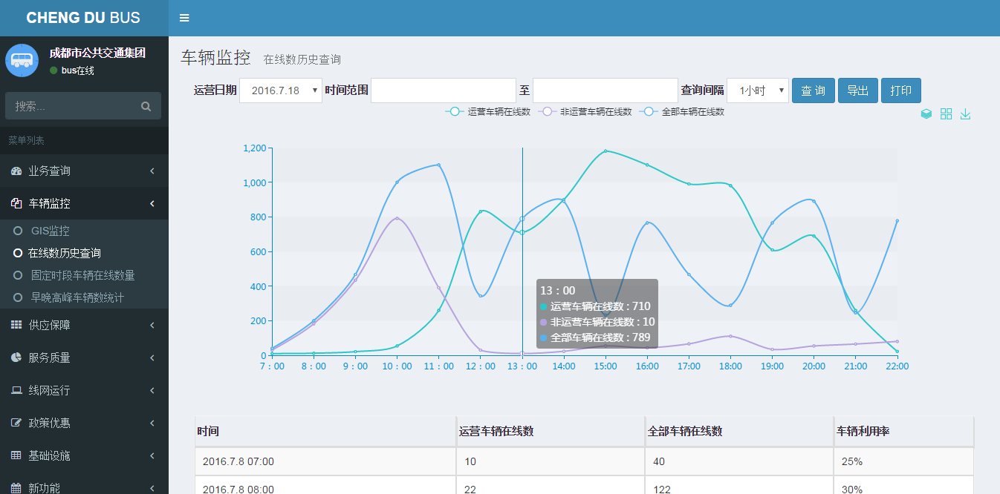 CHENG DU BUS
成都市公共交通集团
bus在线
搜索...
菜单列表
业务查询
车辆监控
GIS监控
在线数历史查询
固定时段车辆在线数量
早晚高峰车辆数统计
供应保障
服务质量
线网运行
政策优惠
基础设施
新功能
车辆监控 在线数历史查询
运营日期 2016.7.18 时间范围 至 查询间隔 1小时 查 询 导出 打印
运营车辆在线数 非运营车辆在线数 全部车辆在线数
1,200
1,000
800
600
400
200
0
7：00 8：00 9：00 10：00 11：00 12：00 13：00 14:00 15:00 16:00 17:00 18:00 19:00 20:00 21:00 22:00
13：00
运营车辆在线数 : 710
非运营车辆在线数 : 10
全部车辆在线数 : 789
时间 运营车辆在线数 全部车辆在线数 车辆利用率
2016.7.8 07:00 10 40 25%
2016.7.8 08:00 22 122 30%